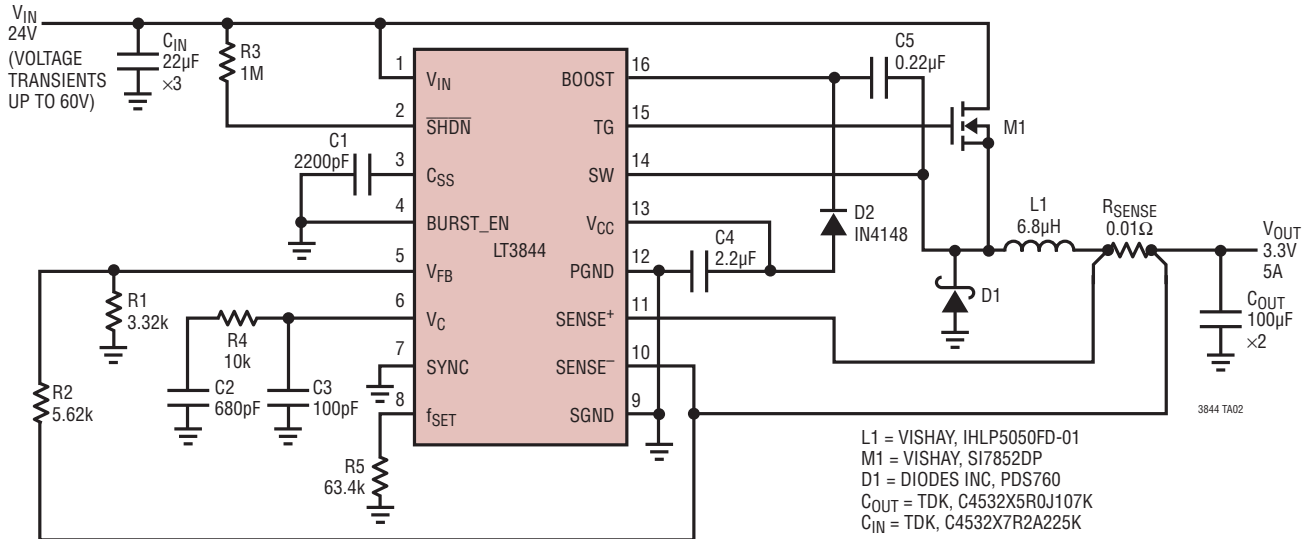 VIN
24V
(VOLTAGE
TRANSIENTS
UP TO 60V)
CIN
22µF
×3
R3
1M
C1
2200pF
1
VIN
2
SHDN
3
CSS
4
BURST_EN
LT3844
5
VFB
6
VC
7
SYNC
8
fSET
16
BOOST
15
TG
14
SW
13
VCC
12
PGND
11
SENSE+
10
SENSE−
9
SGND
C5
0.22µF
M1
D2
IN4148
C4
2.2µF
L1
6.8µH
RSENSE
0.01Ω
VOUT
3.3V
5A
D1
COUT
100µF
×2
R1
3.32k
R4
10k
R2
5.62k
C2
680pF
C3
100pF
R5
63.4k
3844 TA02
L1 = VISHAY, IHLP5050FD-01
M1 = VISHAY, SI7852DP
D1 = DIODES INC, PDS760
COUT = TDK, C4532X5R0J107K
CIN = TDK, C4532X7R2A225K